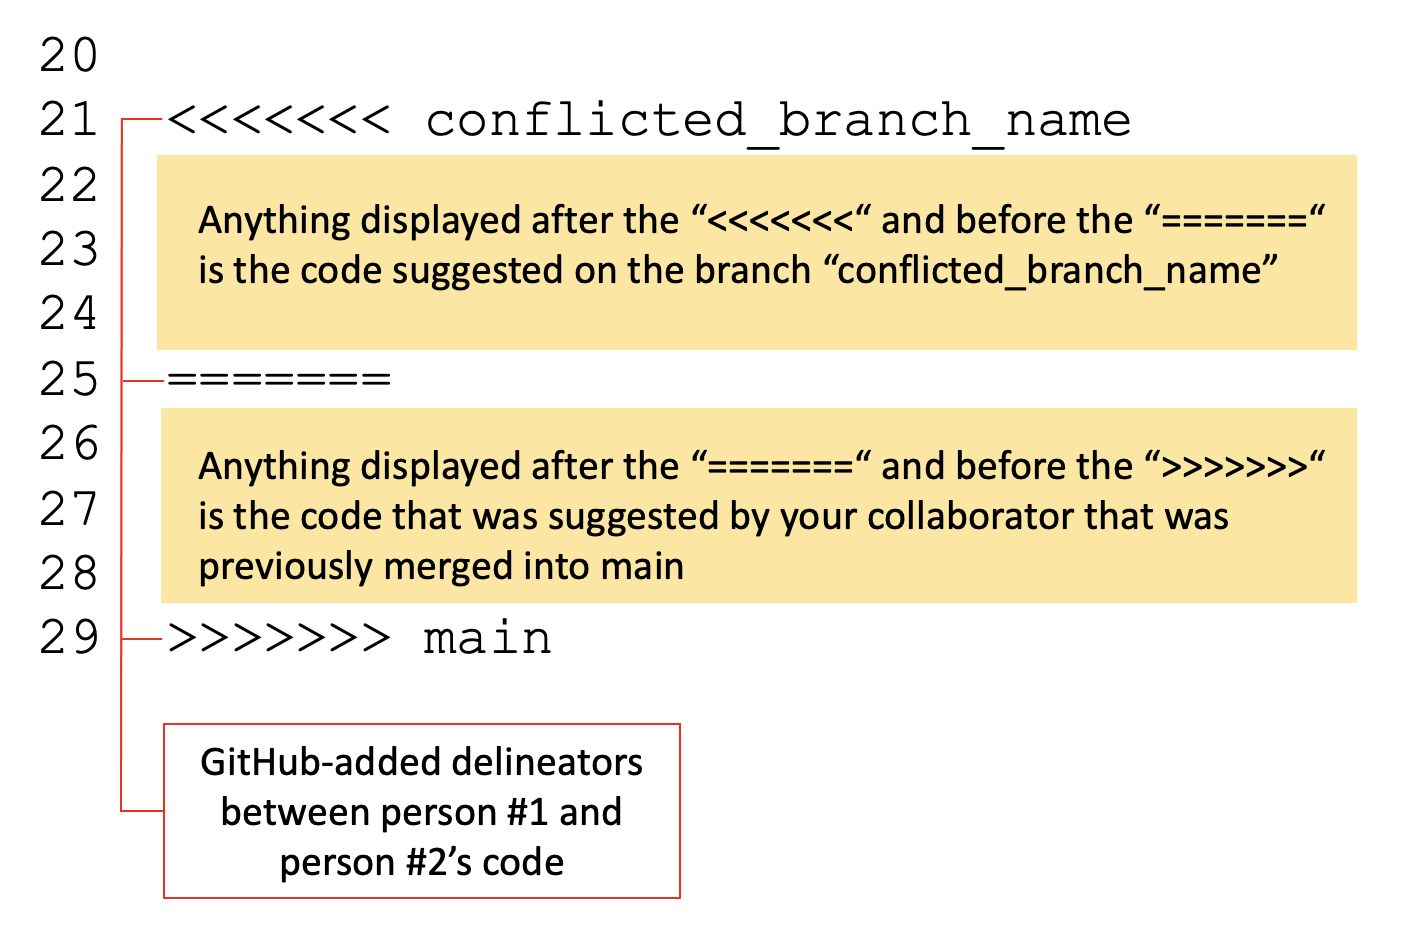 20
21 <<<<<<< conflicted_branch_name
22
Anything displayed after the “<<<<<<<“ and before the “=======“
23
is the code suggested on the branch “conflicted_branch_name”
24
25 =======
26
Anything displayed after the “=======“ and before the “>>>>>>>“
27
is the code that was suggested by your collaborator that was
28
previously merged into main
29 >>>>>>> main
GitHub-added delineators
between person #1 and
person #2’s code